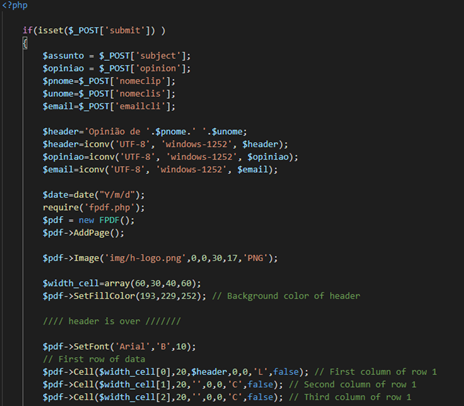 <?php
if(isset($_POST['submit']) )
{
$assunto = $_POST['subject'];
$opiniao = $_POST['opinion'];
$pnome=$_POST['nomeclip'];
$unome=$_POST['nomeclis'];
$email=$_POST['emailcli'];
$header='Opinião de '.$pnome.' '.$unome;
$header=iconv('UTF-8', 'windows-1252', $header);
$opiniao=iconv('UTF-8', 'windows-1252', $opiniao);
$email=iconv('UTF-8', 'windows-1252', $email);
$date=date("Y/m/d");
require('fpdf.php');
$pdf = new FPDF();
$pdf->AddPage();
$pdf->Image('img/h-logo.png',0,0,30,17,'PNG');
$width_cell=array(60,30,40,60);
$pdf->SetFillColor(193,229,252); // Background color of header
//// header is over ///////
$pdf->SetFont('Arial','B',10);
// First row of data
$pdf->Cell($width_cell[0],20,$header,0,0,'L',false); // First column of row 1
$pdf->Cell($width_cell[1],20,'',0,0,'C',false); // Second column of row 1
$pdf->Cell($width_cell[2],20,'',0,0,'C',false); // Third column of row 1